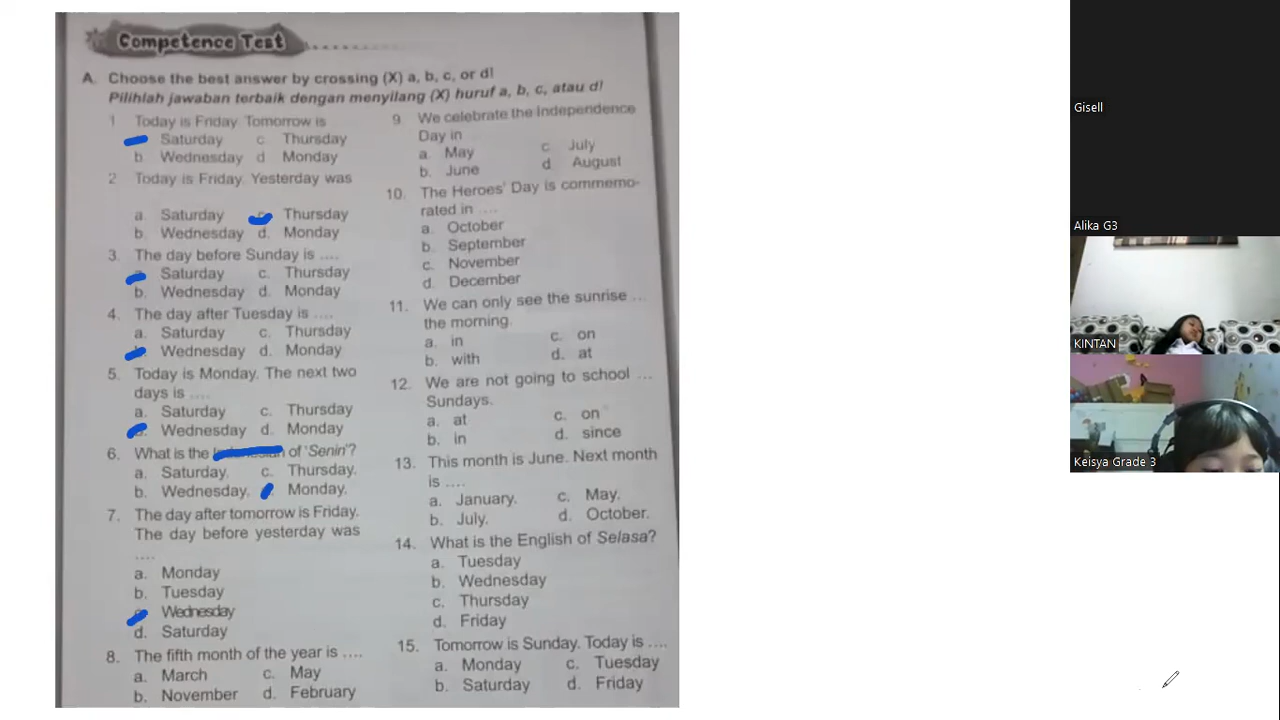 Competence Test
A. Choose the best answer by crossing (X) a, b, c, or d!
Pilihlah jawaban terbaik dengan menyilang (X) huruf a, b, c, atau d!
1 Today is Friday. Tomorrow is
Saturday c. Thursday
b. Wednesday d Monday
2 Today is Friday. Yesterday was
a. Saturday Thursday
b. Wednesday d. Monday
3. The day before Sunday is ....
Saturday c. Thursday
b. Wednesday d. Monday
4. The day after Tuesday is ....
a. Saturday c. Thursday
Wednesday d. Monday
5. Today is Monday. The next two
days is ....
a. Saturday c. Thursday
Wednesday d. Monday
6. What is the of 'Senin'?
a. Saturday. c. Thursday.
b. Wednesday. Monday.
7. The day after tomorrow is Friday.
The day before yesterday was
....
a. Monday
b. Tuesday
Wednesday
d. Saturday
8. The fifth month of the year is ....
a. March c. May
b. November d. February
9. We celebrate the Independence
Day in
a. May c. July
b. June d. August
10. The Heroes' Day is commemo-
rated in ....
a. October
b. September
c. November
d. December
11. We can only see the sunrise ...
the morning.
a. in c. on
b. with d. at
12. We are not going to school ...
Sundays.
a. at c. on
b. in d. since
13. This month is June. Next month
is ....
a. January. c. May.
b. July. d. October.
14. What is the English of Selasa?
a. Tuesday
b. Wednesday
c. Thursday
d. Friday
15. Tomorrow is Sunday. Today is ....
a. Monday c. Tuesday
b. Saturday d. Friday
Gisell
Alika G3
KINTAN
Keisya Grade 3